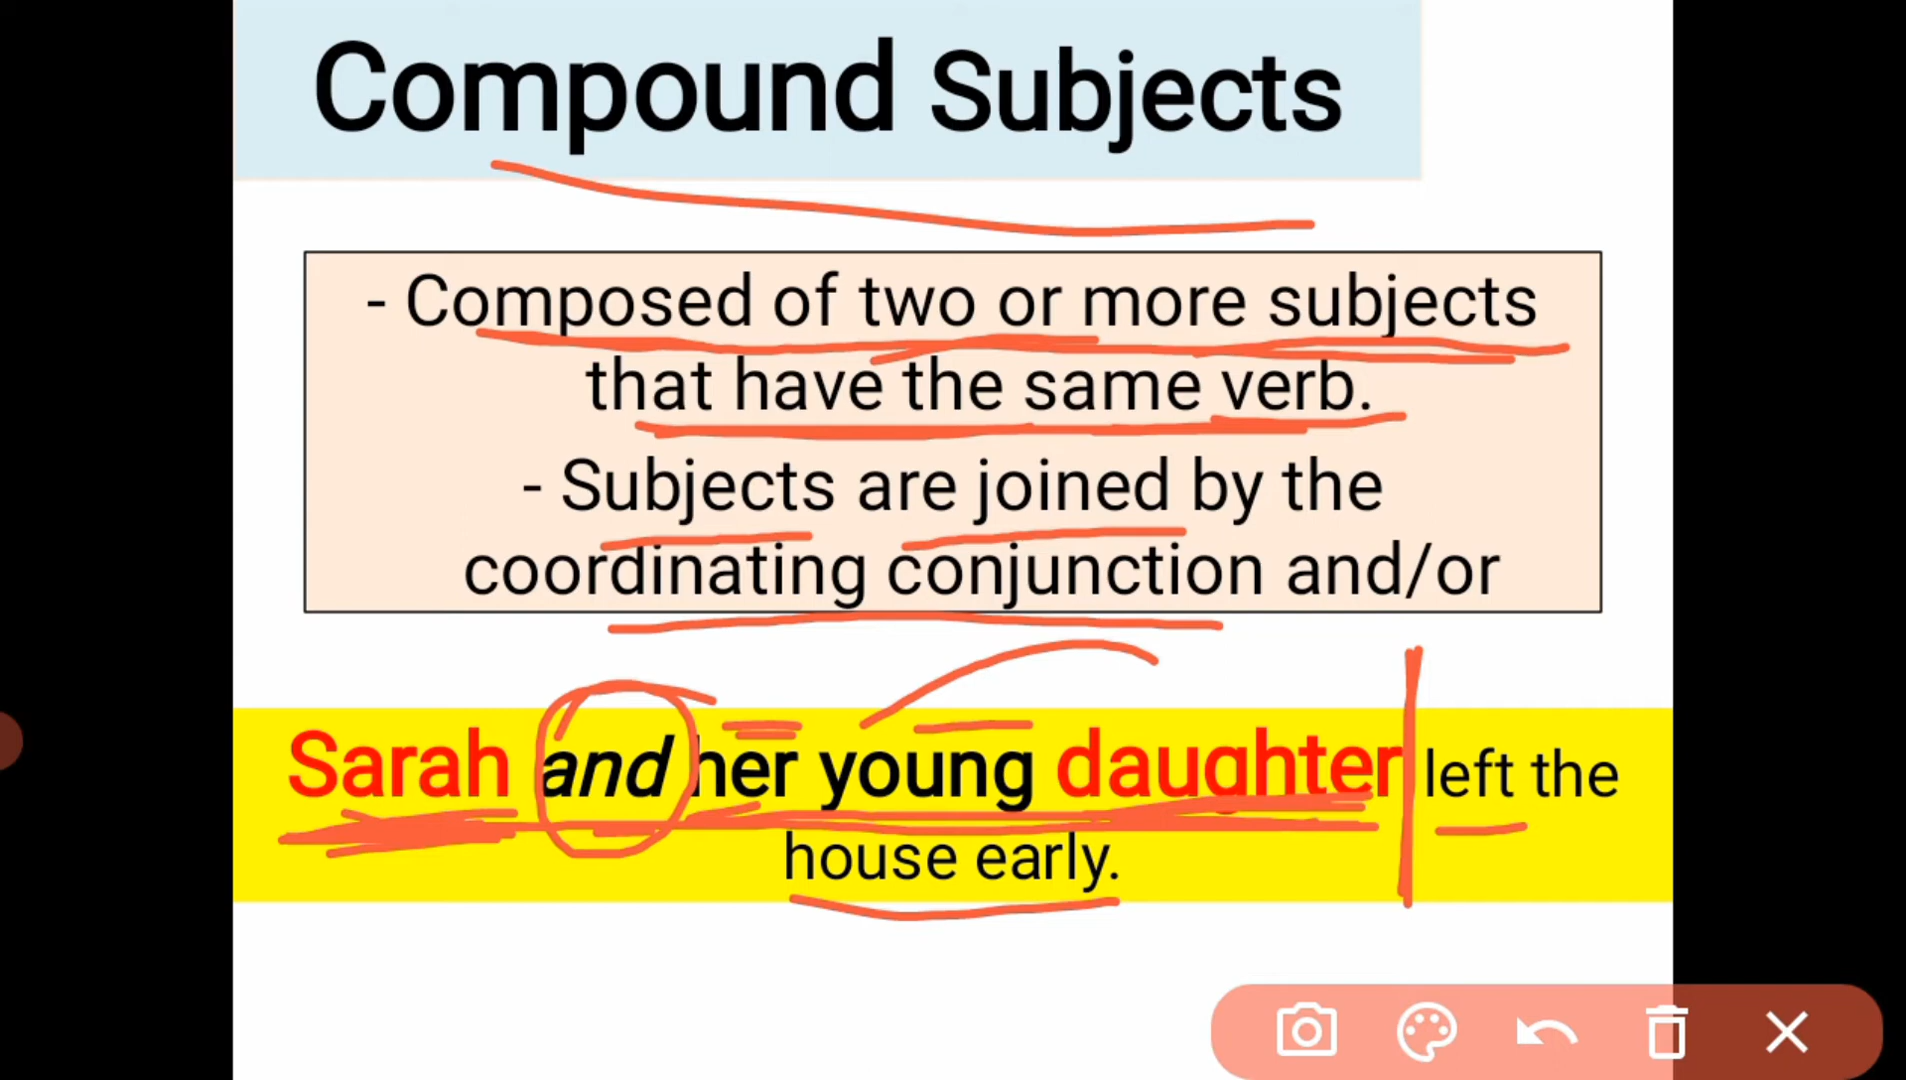 Compound Subjects
- Composed of two or more subjects
that have the same verb.
- Subjects are joined by the
coordinating conjunction and/or
Sarah and her young daughter left the
house early.